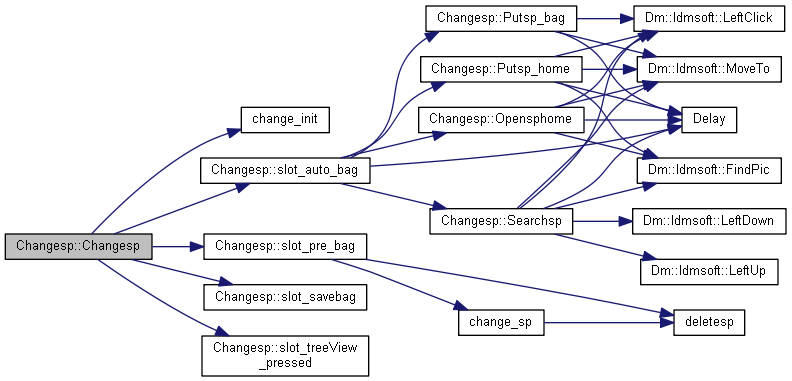 Changesp::Changesp
change_init
Changesp::slot_auto_bag
Changesp::slot_pre_bag
Changesp::slot_savebag
Changesp::slot_treeView
_pressed
Changesp::Putsp_bag
Changesp::Putsp_home
Changesp::Opensphome
Changesp::Searchsp
change_sp
Dm::Idmsoft::LeftClick
Dm::Idmsoft::MoveTo
Delay
Dm::Idmsoft::FindPic
Dm::Idmsoft::LeftDown
Dm::Idmsoft::LeftUp
deletesp